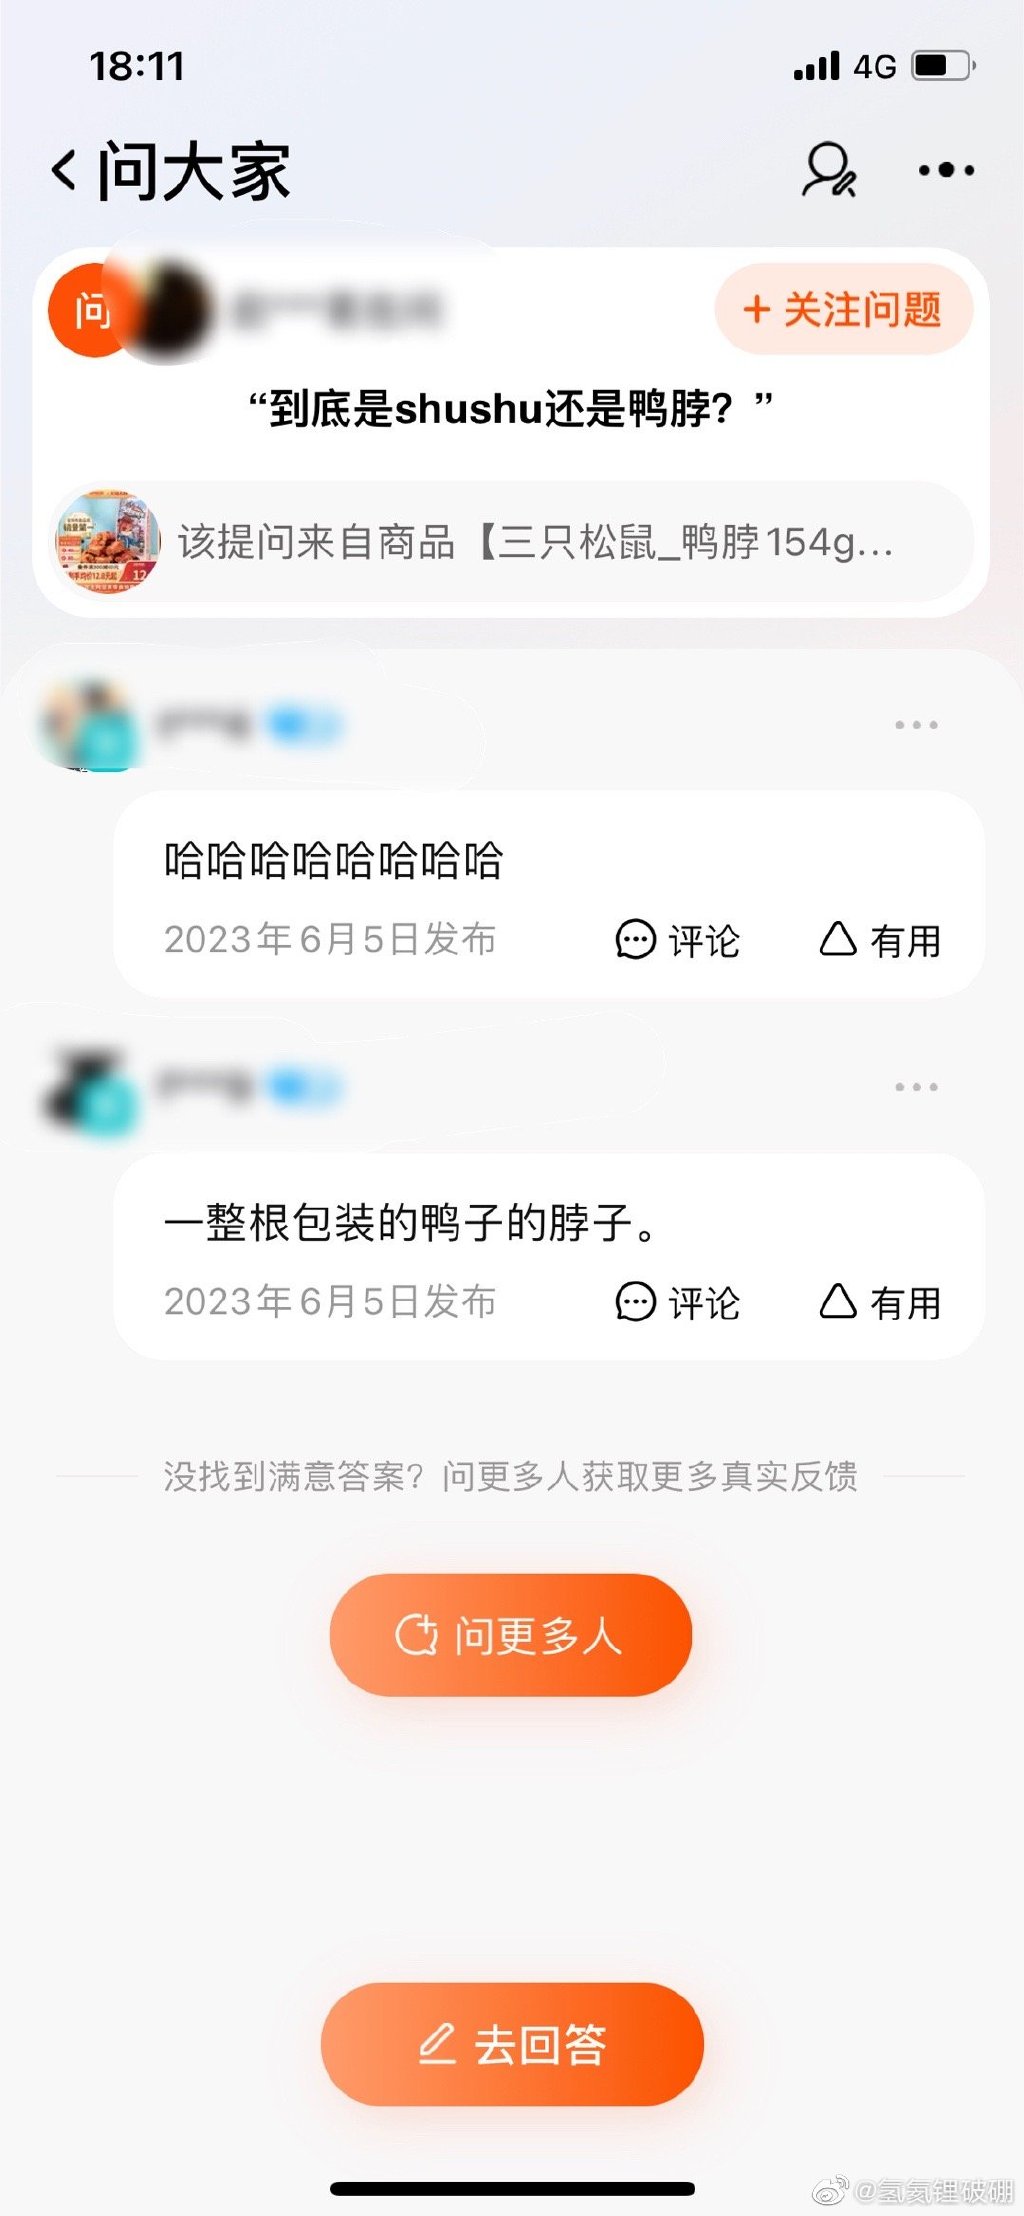 18:11
4G
问大家
问
+ 关注问题
“到底是shushu还是鸭脖？”
该提问来自商品【三只松鼠_鸭脖154g...
哈哈哈哈哈哈哈哈
2023年6月5日发布
评论
有用
一整根包装的鸭子的脖子。
2023年6月5日发布
评论
有用
没找到满意答案？问更多人获取更多真实反馈
问更多人
去回答
@氢氦锂破硼